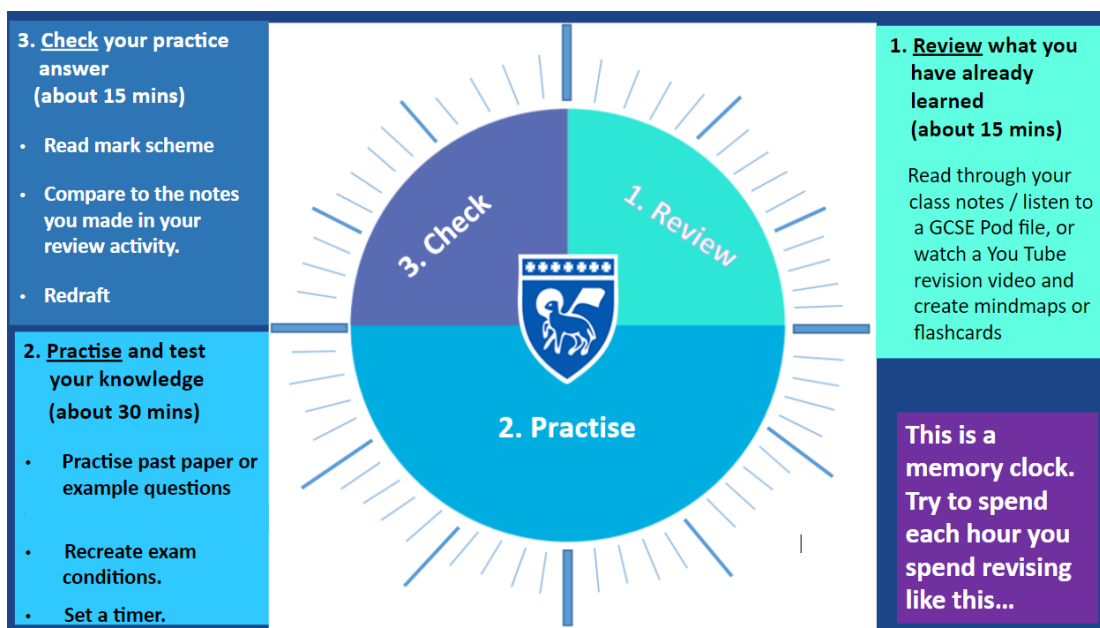 3. Check your practice
answer
(about 15 mins)
• Read mark scheme
• Compare to the notes
you made in your
review activity.
• Redraft
2. Practise and test
your knowledge
(about 30 mins)
• Practise past paper or
example questions
• Recreate exam
conditions.
• Set a timer.
3. Check
1. Review
2. Practise
1. Review what you
have already
learned
(about 15 mins)
Read through your
class notes / listen to
a GCSE Pod file, or
watch a You Tube
revision video and
create mindmaps or
flashcards
This is a
memory clock.
Try to spend
each hour you
spend revising
like this...